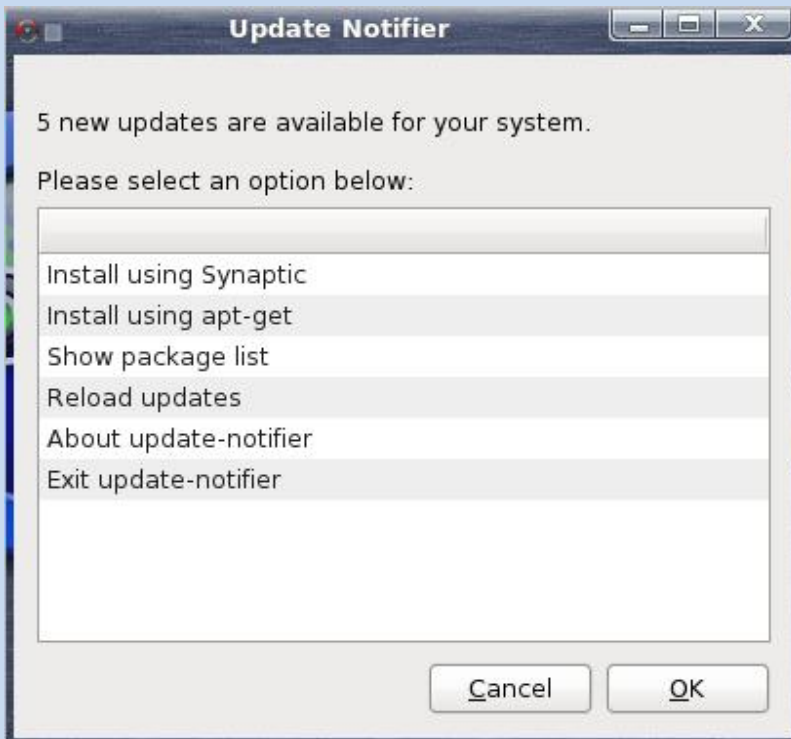 Update Notifier
5 new updates are available for your system.
Please select an option below:
Install using Synaptic
Install using apt-get
Show package list
Reload updates
About update-notifier
Exit update-notifier
Cancel
OK